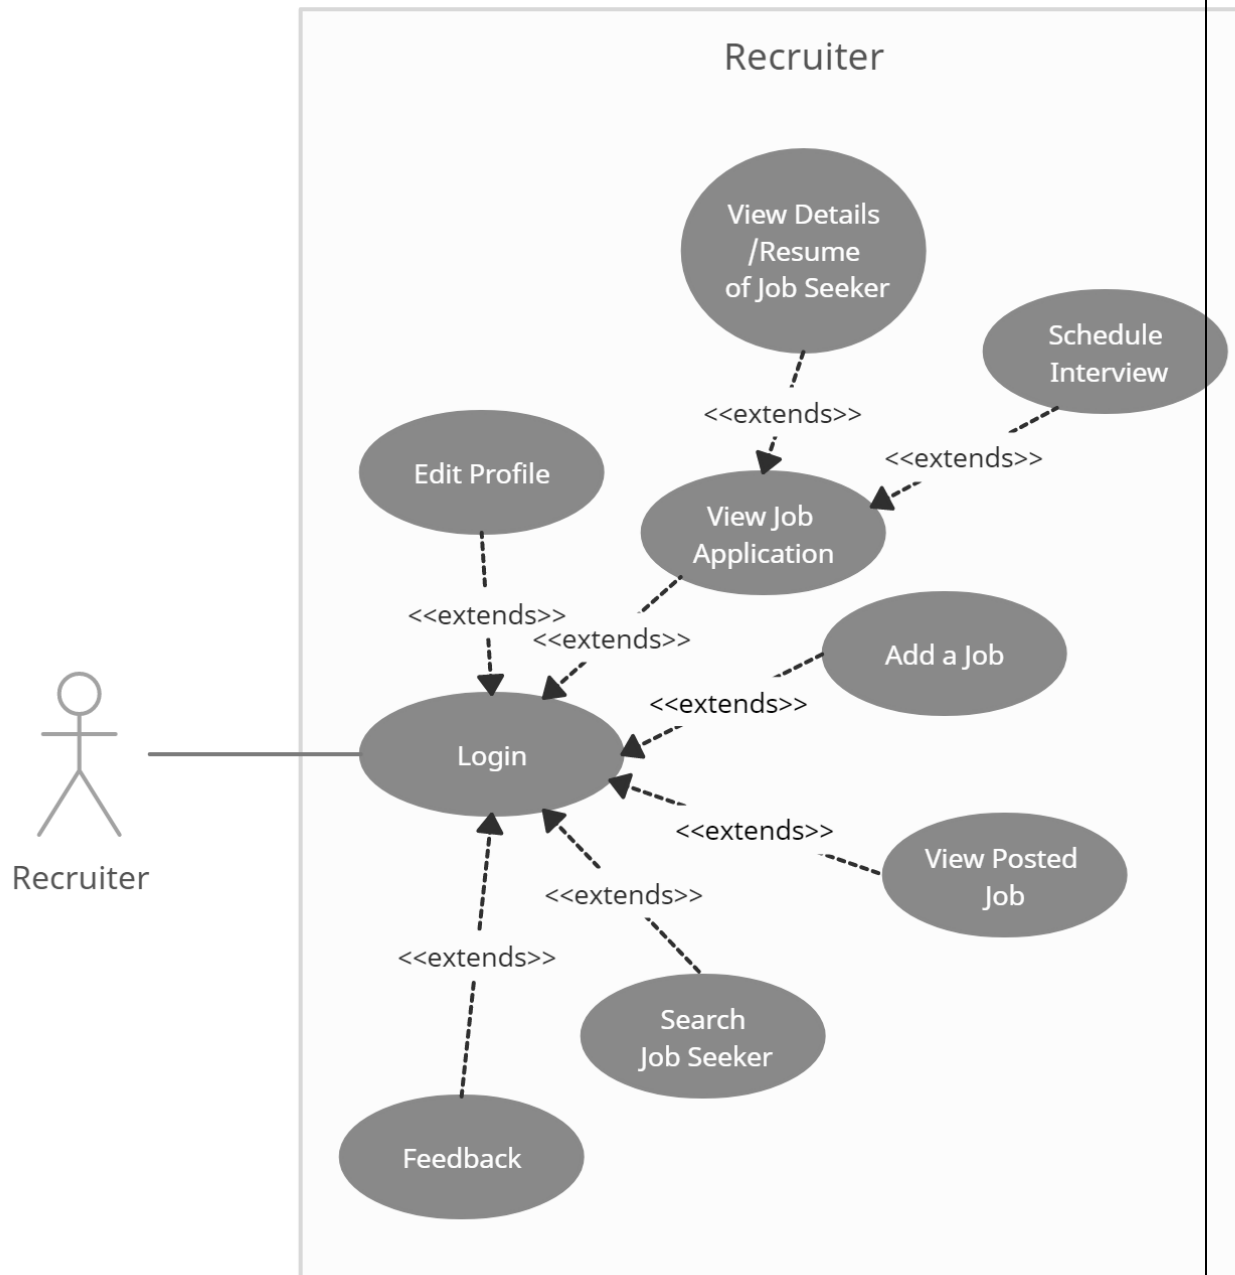 Recruiter
View Details
/Resume
of Job Seeker
Schedule
Interview
<<extends>>
<<extends>>
Edit Profile
View Job
Application
<<extends>>
<<extends>>
Add a Job
<<extends>>
Login
<<extends>>
View Posted
Job
Recruiter
<<extends>>
<<extends>>
Search
Job Seeker
Feedback